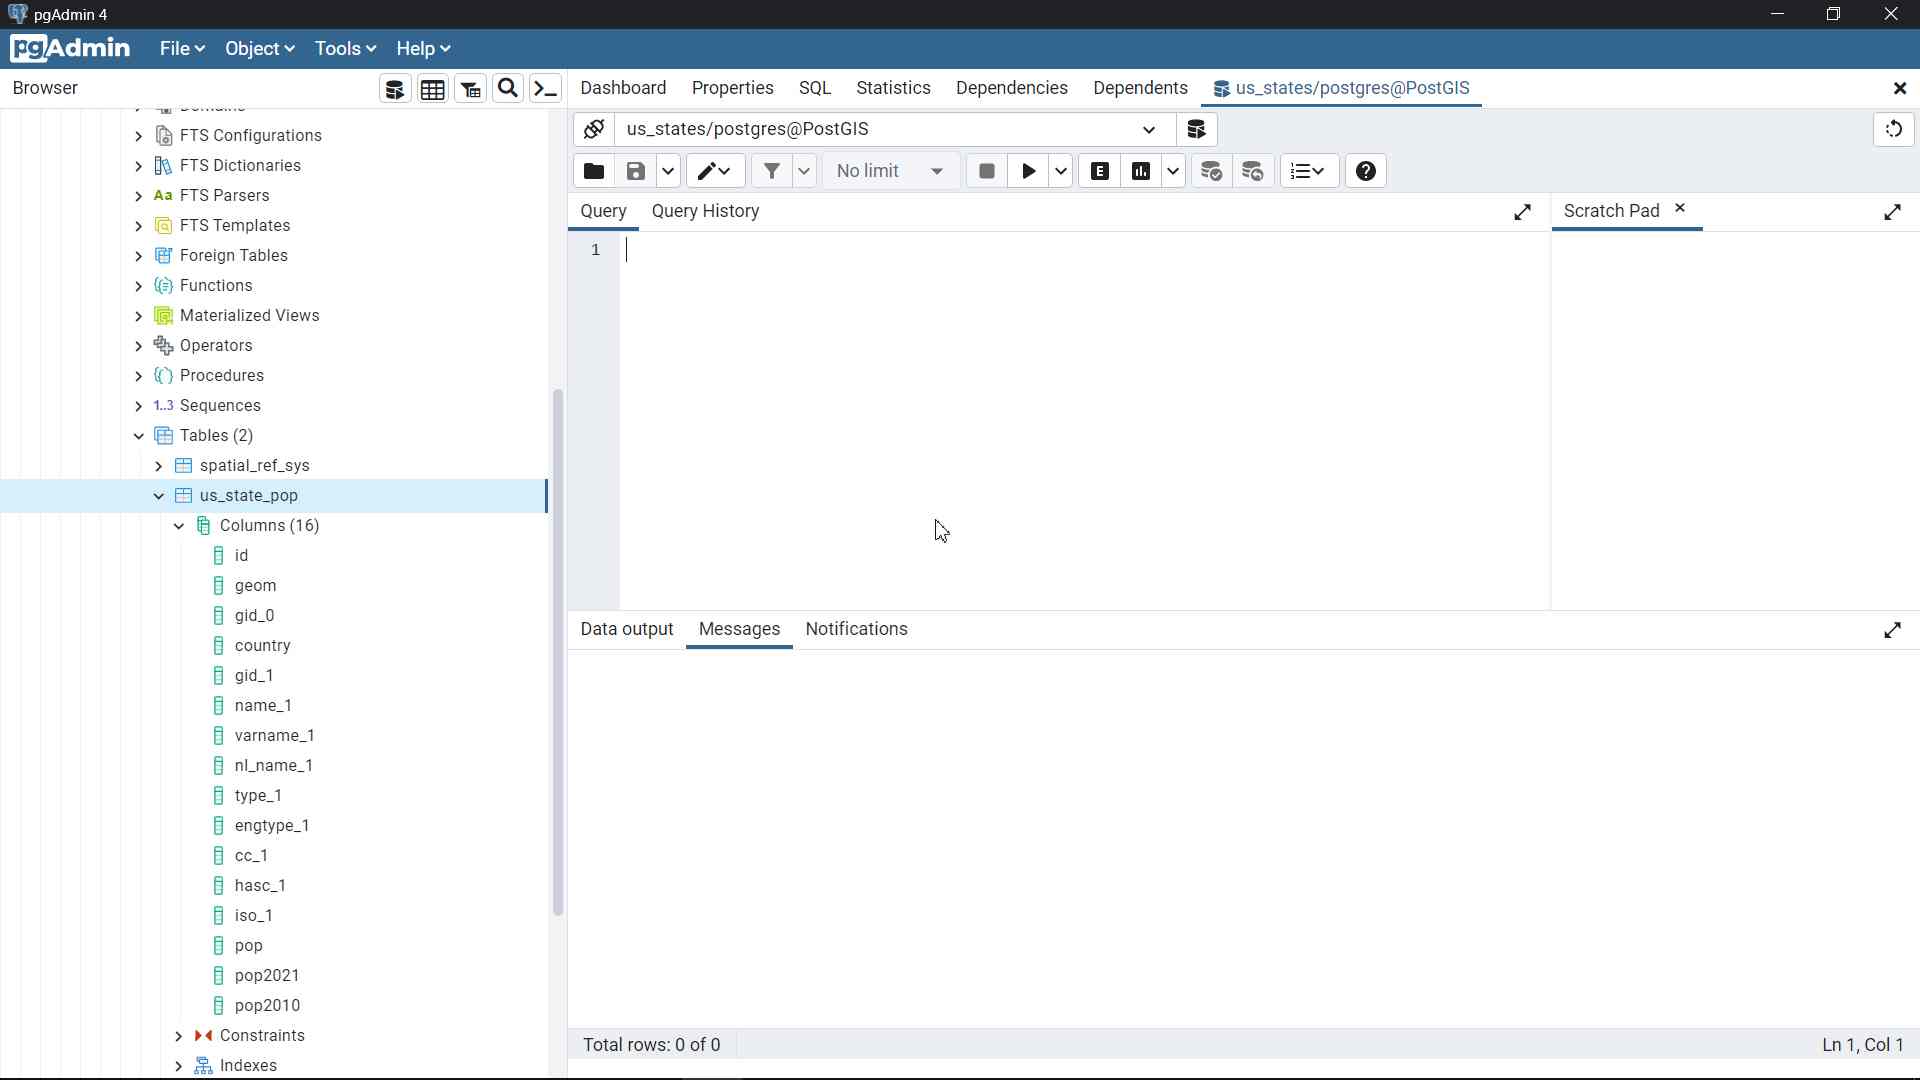 pgAdmin 4
pgAdmin File Object Tools Help
Browser
Dashboard Properties SQL Statistics Dependencies Dependents us_states/postgres@PostGIS
us_states/postgres@PostGIS
No limit E
Query Query History
Scratch Pad
1
Domains
FTS Configurations
FTS Dictionaries
Aa FTS Parsers
FTS Templates
Foreign Tables
Functions
Materialized Views
Operators
Procedures
1..3 Sequences
Tables (2)
spatial_ref_sys
us_state_pop
Columns (16)
id
geom
gid_0
country
gid_1
name_1
varname_1
nl_name_1
type_1
engtype_1
cc_1
hasc_1
iso_1
pop
pop2021
pop2010
Constraints
Indexes
Data output Messages Notifications
Total rows: 0 of 0
Ln 1, Col 1